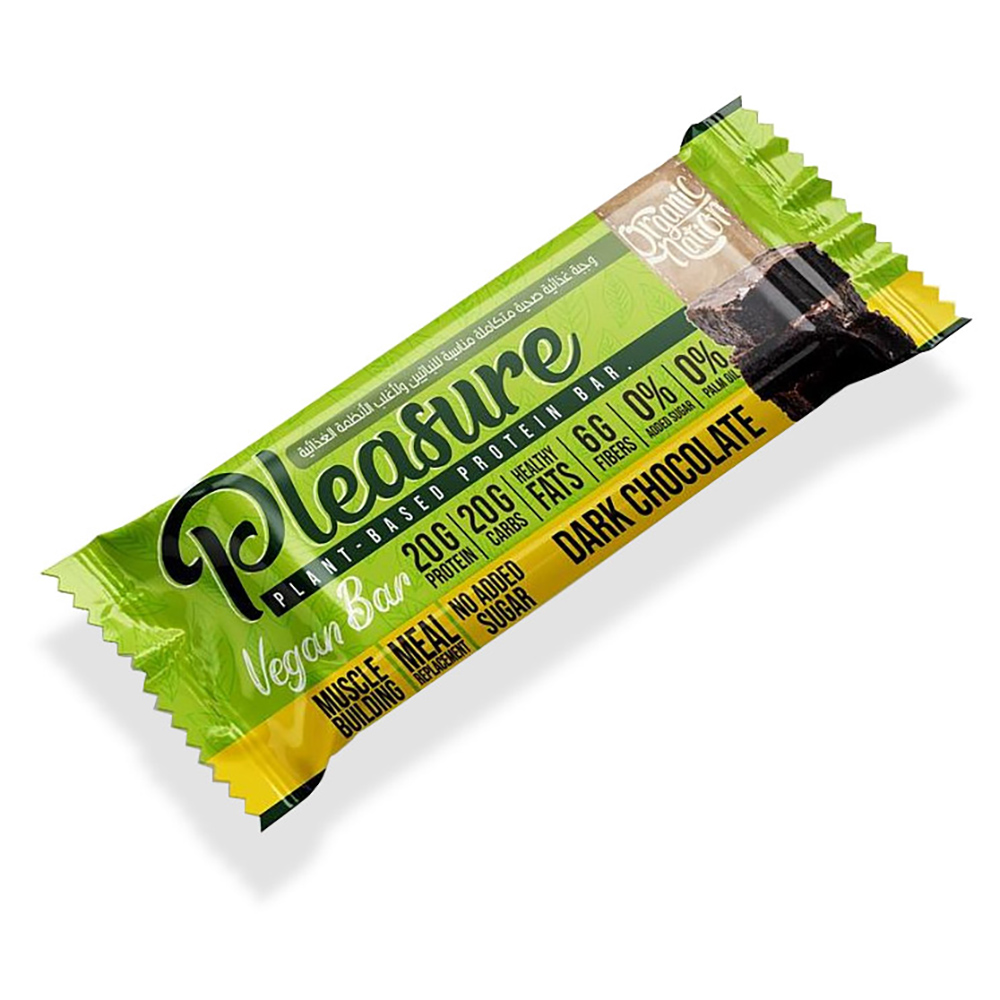 Organic
Nation
وجبة غذائية صحية متكاملة مناسبة للنباتيين ولأغلب الأنظمة الغذائية
Pleasure
PLANT-BASED PROTEIN BAR.
Vegan Bar
20G PROTEIN
20G CARBS
HEALTHY FATS
6G FIBERS
0% ADDED SUGAR
0% PALM OIL
MUSCLE BUILDING
MEAL REPLACEMENT
NO ADDED SUGAR
DARK CHOCOLATE